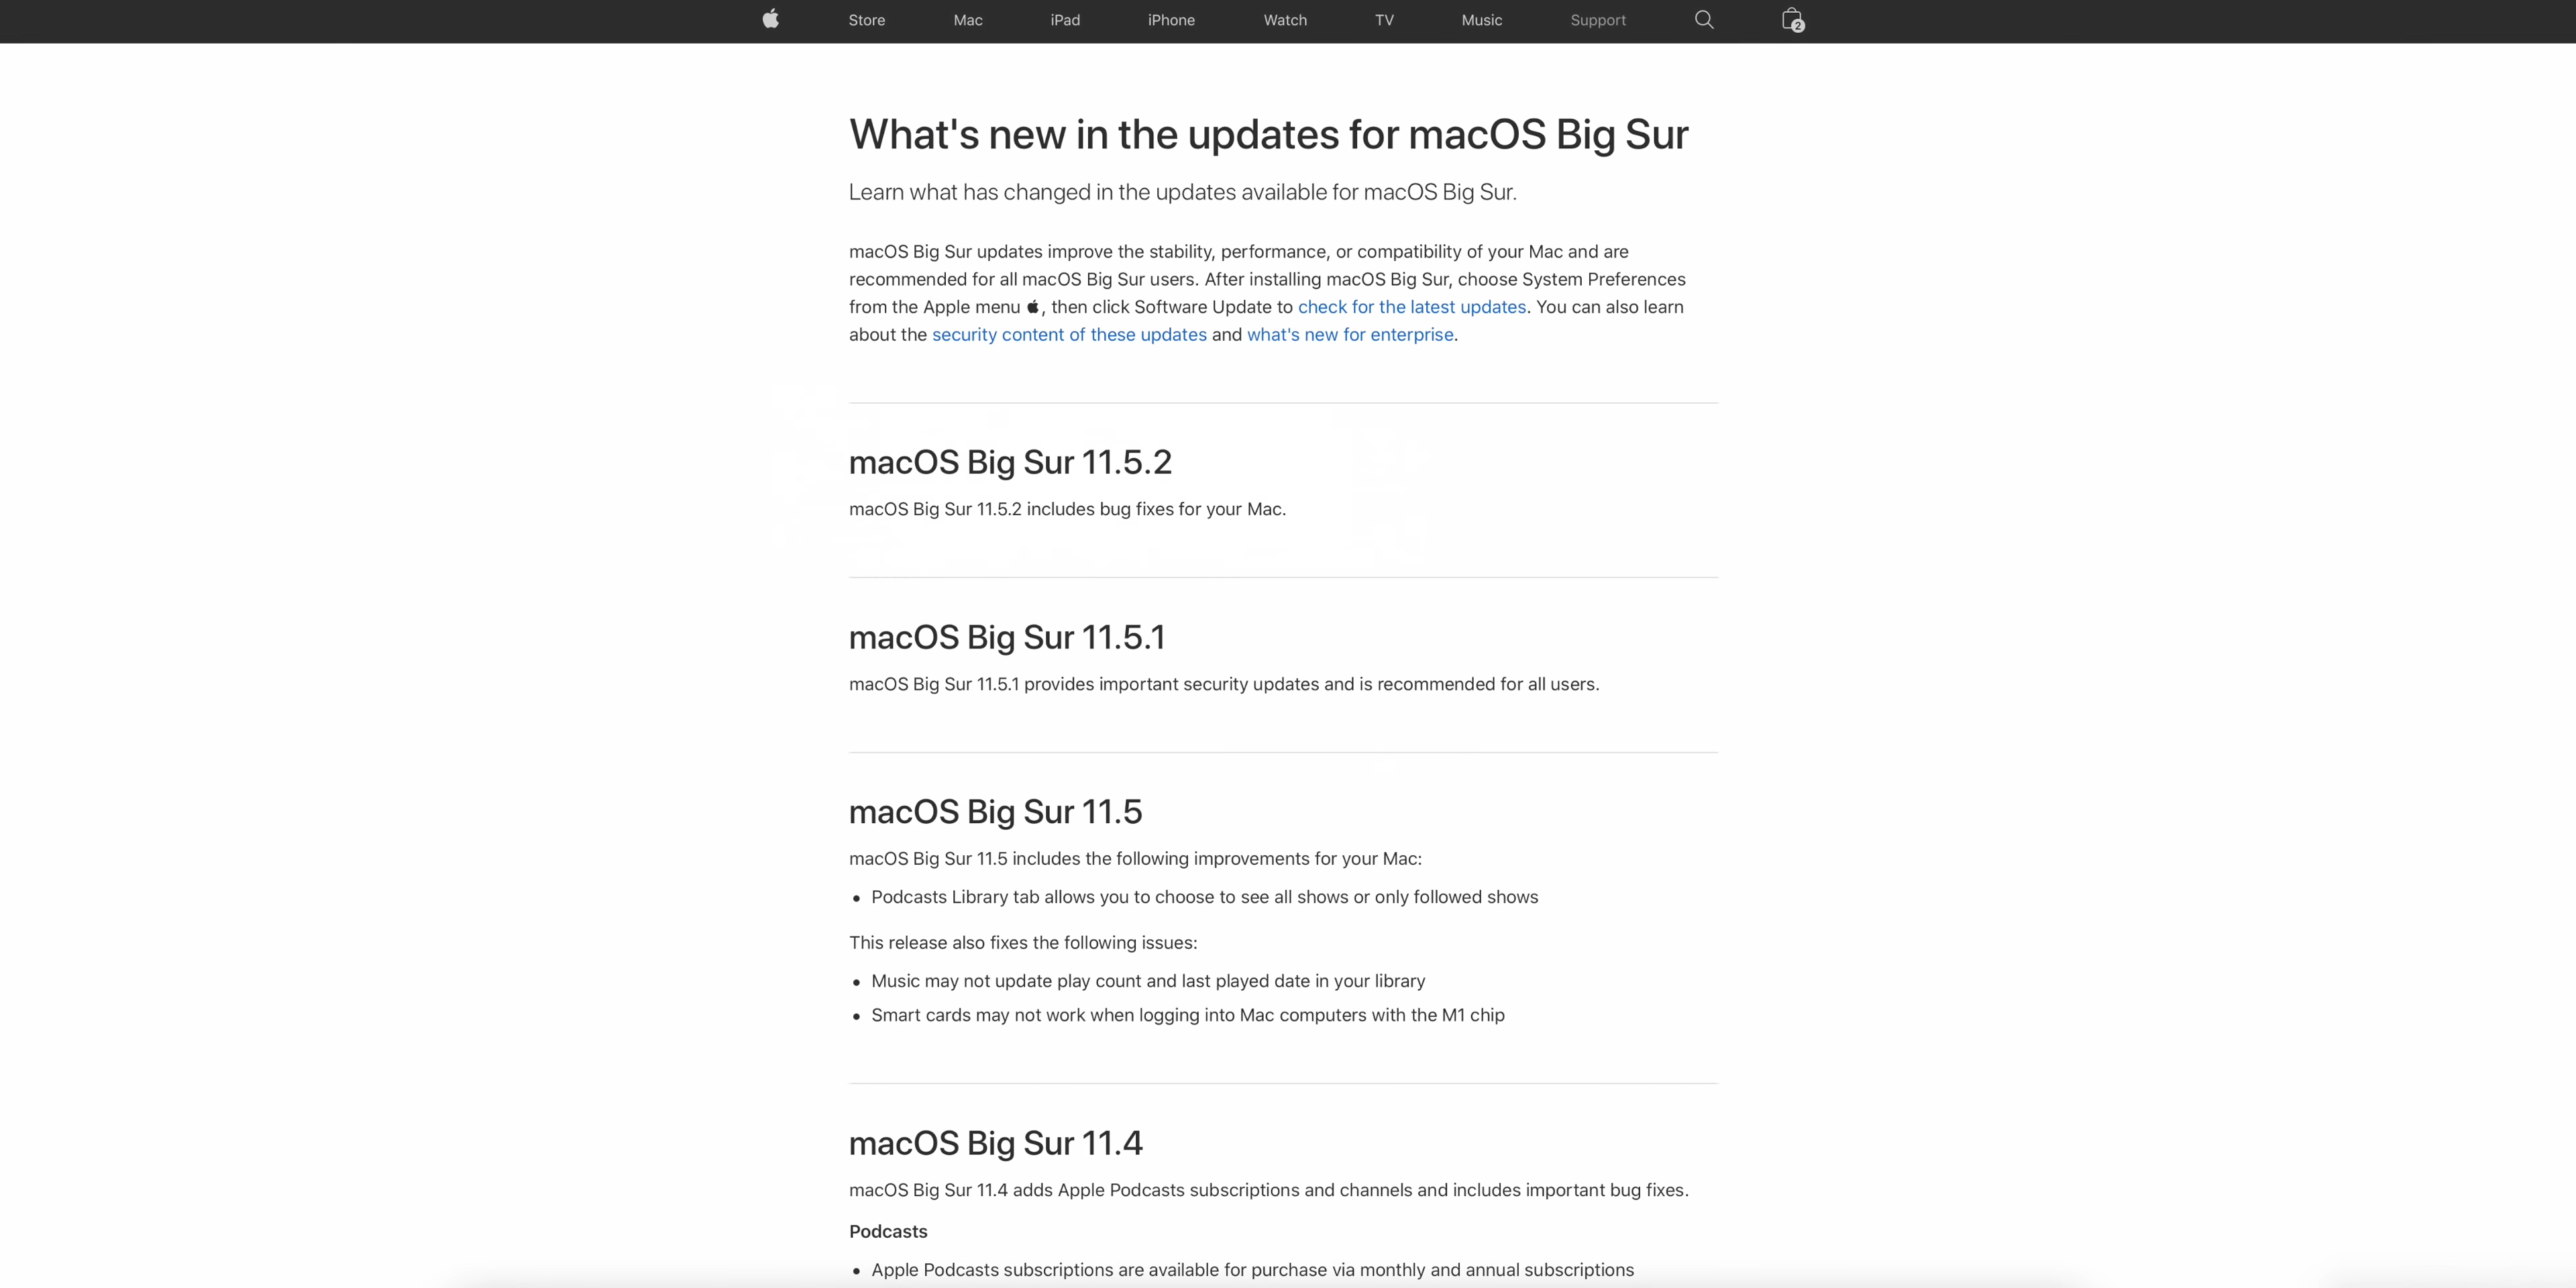 Store Mac iPad iPhone Watch TV Music Support 2
What's new in the updates for macOS Big Sur
Learn what has changed in the updates available for macOS Big Sur.
macOS Big Sur updates improve the stability, performance, or compatibility of your Mac and are
recommended for all macOS Big Sur users. After installing macOS Big Sur, choose System Preferences
from the Apple menu , then click Software Update to check for the latest updates. You can also learn
about the security content of these updates and what's new for enterprise.
macOS Big Sur 11.5.2
macOS Big Sur 11.5.2 includes bug fixes for your Mac.
macOS Big Sur 11.5.1
macOS Big Sur 11.5.1 provides important security updates and is recommended for all users.
macOS Big Sur 11.5
macOS Big Sur 11.5 includes the following improvements for your Mac:
• Podcasts Library tab allows you to choose to see all shows or only followed shows
This release also fixes the following issues:
• Music may not update play count and last played date in your library
• Smart cards may not work when logging into Mac computers with the M1 chip
macOS Big Sur 11.4
macOS Big Sur 11.4 adds Apple Podcasts subscriptions and channels and includes important bug fixes.
Podcasts
• Apple Podcasts subscriptions are available for purchase via monthly and annual subscriptions